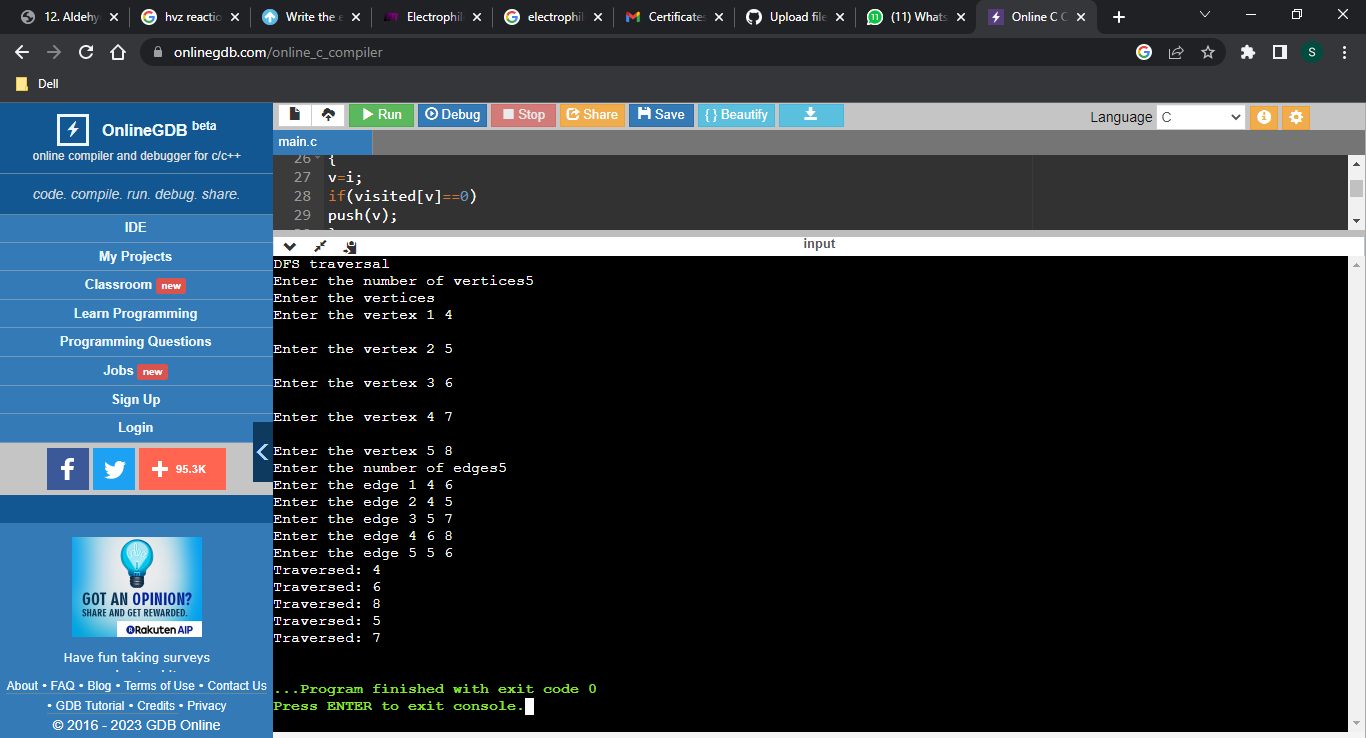 12. Aldehy
hvz reactio
Write the e
Electrophil
electrophil
Certificates
Upload file
(11) Whats
Online C C
onlinegdb.com/online_c_compiler
S
Dell
OnlineGDB beta
online compiler and debugger for c/c++
code. compile. run. debug. share.
IDE
My Projects
Classroom new
Learn Programming
Programming Questions
Jobs new
Sign Up
Login
95.3K
GOT AN OPINION?
SHARE AND GET REWARDED.
Rakuten AIP
Have fun taking surveys
About • FAQ • Blog • Terms of Use • Contact Us
• GDB Tutorial • Credits • Privacy
© 2016 - 2023 GDB Online
Run
Debug
Stop
Share
Save
{ } Beautify
Language C
main.c
26 {
27 v=i;
28 if(visited[v]==0)
29 push(v);
input
DFS traversal
Enter the number of vertices5
Enter the vertices
Enter the vertex 1 4
Enter the vertex 2 5
Enter the vertex 3 6
Enter the vertex 4 7
Enter the vertex 5 8
Enter the number of edges5
Enter the edge 1 4 6
Enter the edge 2 4 5
Enter the edge 3 5 7
Enter the edge 4 6 8
Enter the edge 5 5 6
Traversed: 4
Traversed: 6
Traversed: 8
Traversed: 5
Traversed: 7
...Program finished with exit code 0
Press ENTER to exit console.